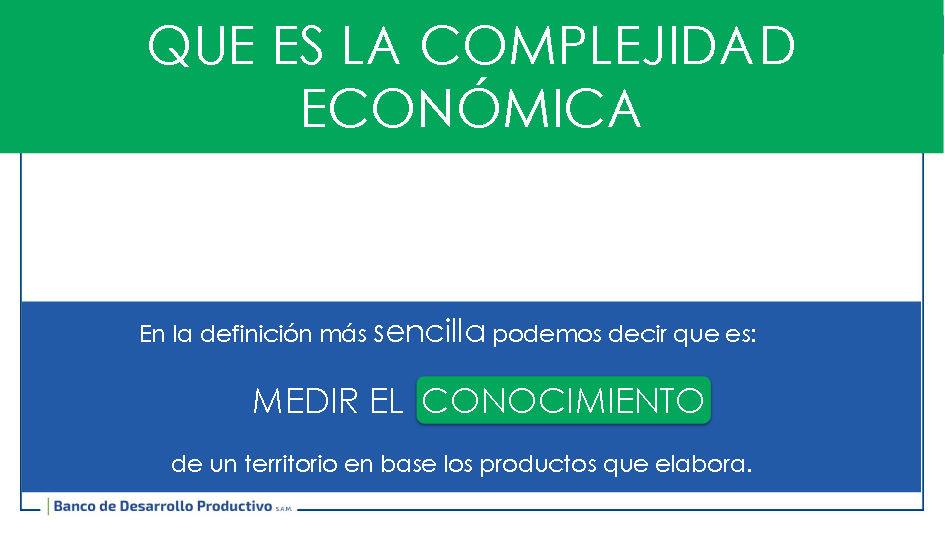 QUE ES LA COMPLEJIDAD
ECONÓMICA
En la definición más sencilla podemos decir que es:
MEDIR EL CONOCIMIENTO
de un territorio en base los productos que elabora.
Banco de Desarrollo Productivo S.A.M.